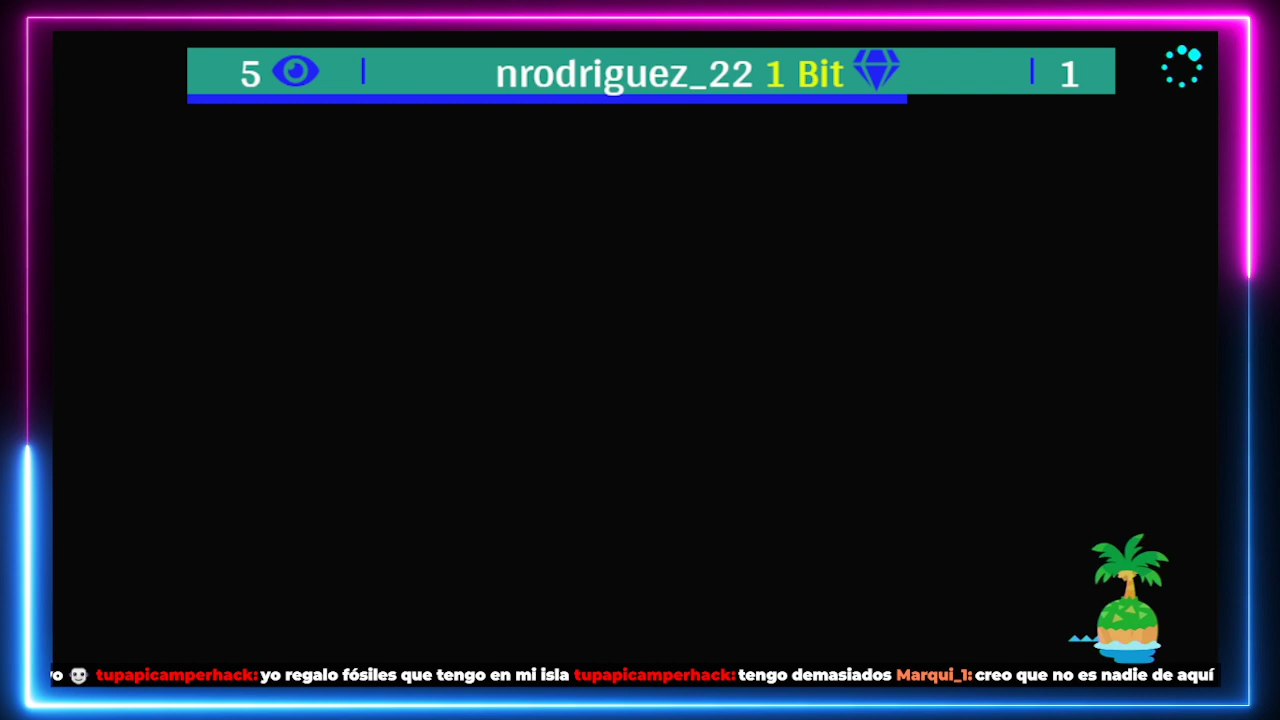 5 nrodriguez_22 1 Bit 1
yo tupapicamperhack: yo regalo fósiles que tengo en mi isla tupapicamperhack: tengo demasiados Marqui_1: creo que no es nadie de aquí